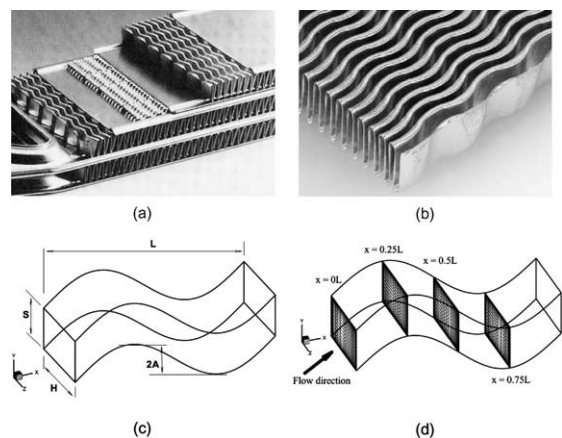 (a)
(b)
L
S
H
2A
Y
X
Z
x = 0L
x = 0.25L
x = 0.5L
x = 0.75L
Flow direction
Y
X
Z
(c)
(d)